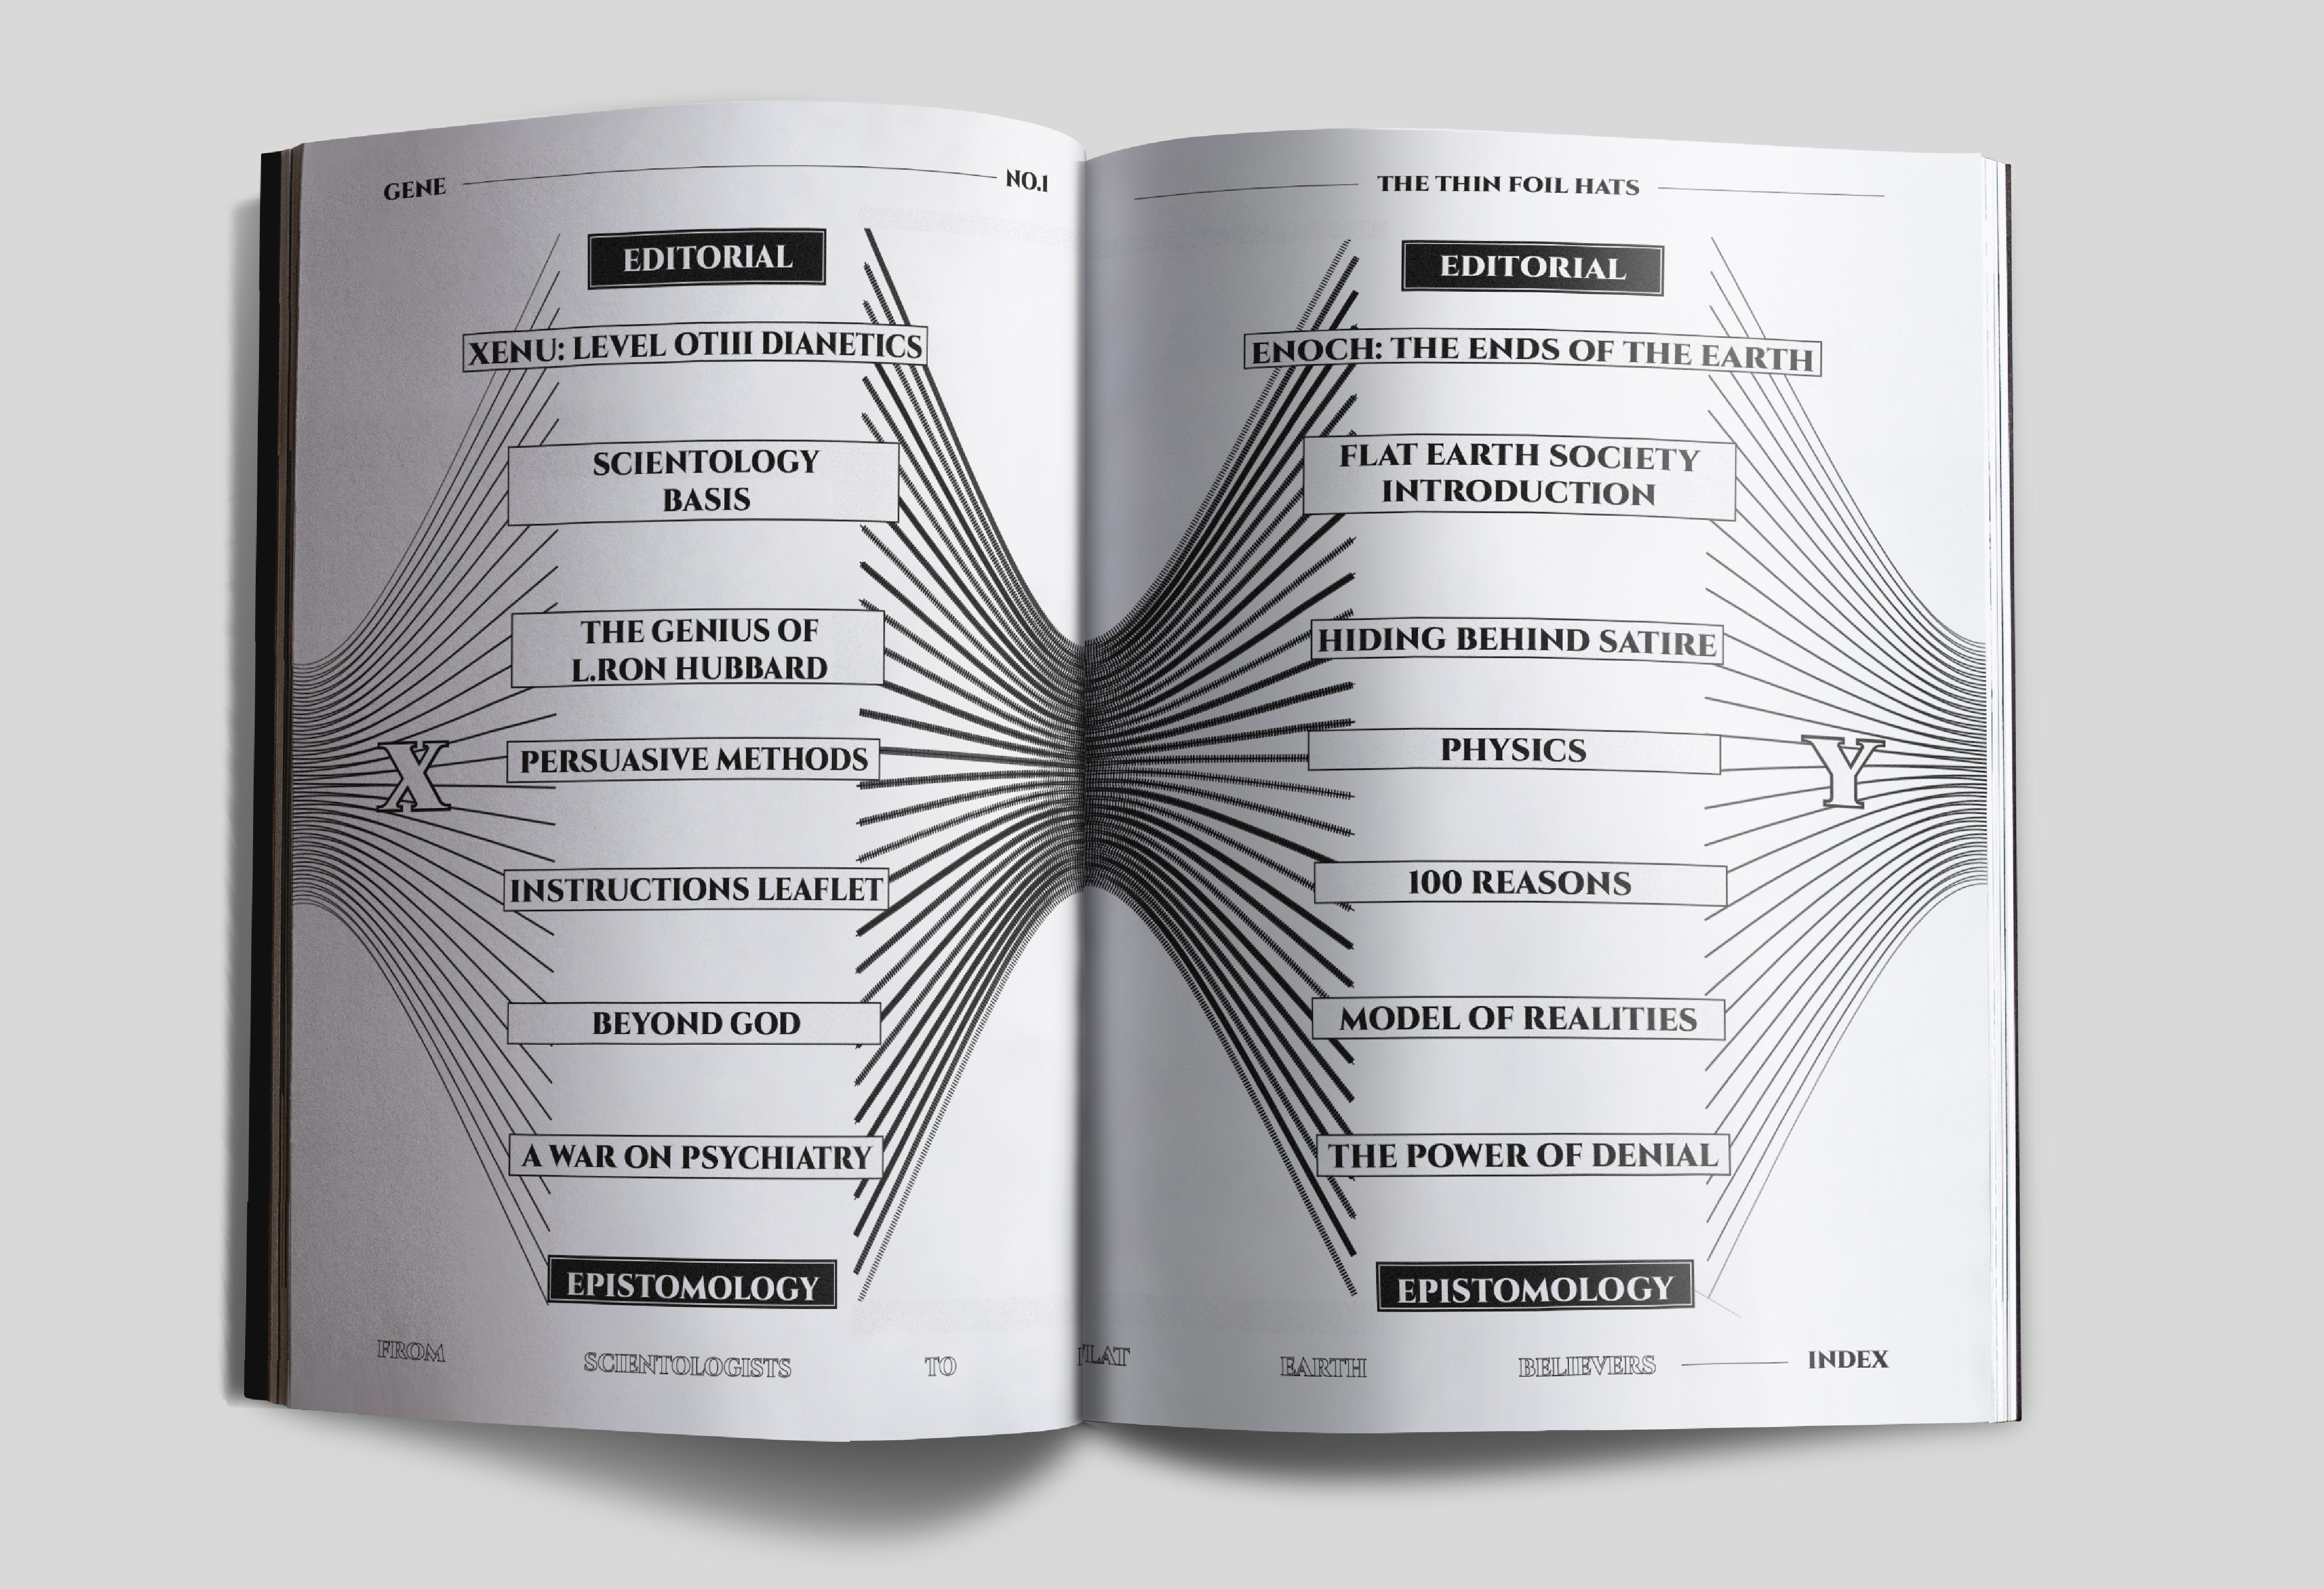 GENE
NO.1
EDITORIAL
XENU: LEVEL OTIII DIANETICS
SCIENTOLOGY
BASIS
THE GENIUS OF
L.RON HUBBARD
X
PERSUASIVE METHODS
INSTRUCTIONS LEAFLET
BEYOND GOD
A WAR ON PSYCHIATRY
EPISTOMOLOGY
THE THIN FOIL HATS
EDITORIAL
ENOCH: THE ENDS OF THE EARTH
FLAT EARTH SOCIETY
INTRODUCTION
HIDING BEHIND SATIRE
PHYSICS
Y
100 REASONS
MODEL OF REALITIES
THE POWER OF DENIAL
EPISTOMOLOGY
FROM SCIENTOLOGISTS TO FLAT EARTH BELIEVERS
INDEX